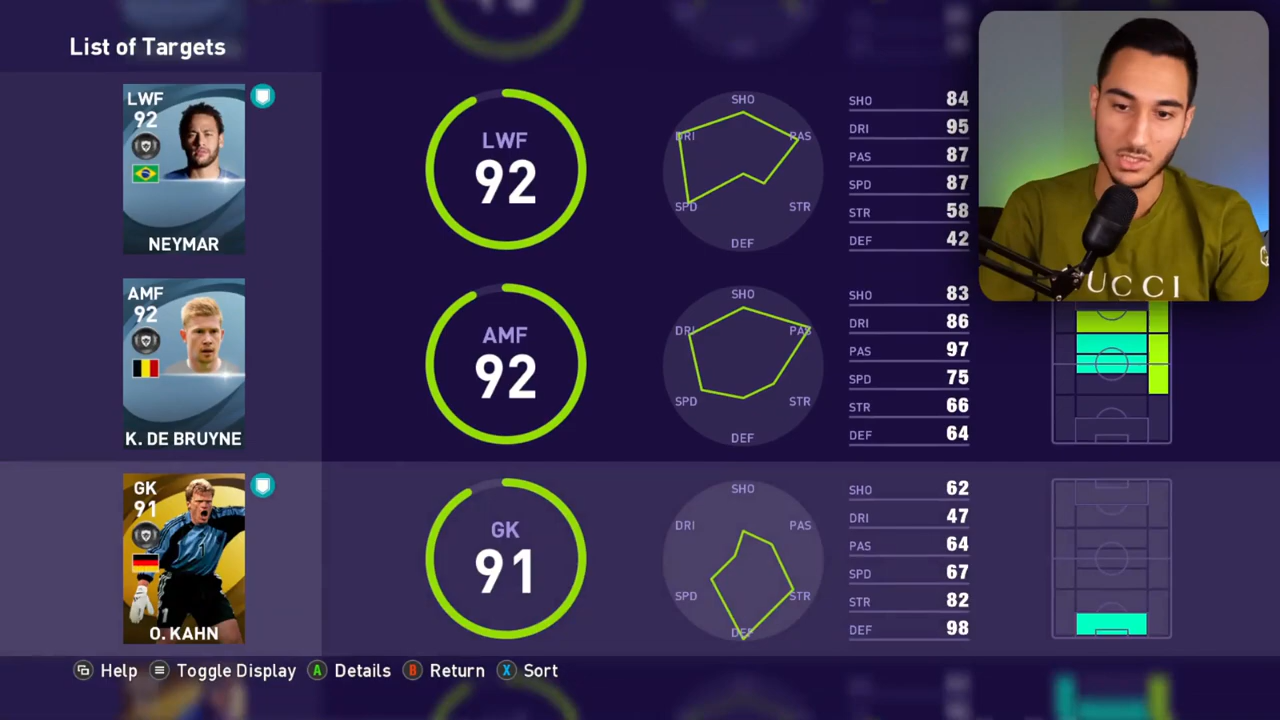 List of Targets
LWF
92
NEYMAR
LWF
92
SHO
PAS
STR
DEF
SPD
DRI
SHO 84
DRI 95
PAS 87
SPD 87
STR 58
DEF 42
UCCI
AMF
92
K. DE BRUYNE
AMF
92
SHO
PAS
STR
DEF
SPD
DRI
SHO 83
DRI 86
PAS 97
SPD 75
STR 66
DEF 64
GK
91
O. KAHN
GK
91
SHO
PAS
STR
DEF
SPD
DRI
SHO 62
DRI 47
PAS 64
SPD 67
STR 82
DEF 98
Help Toggle Display A Details B Return X Sort